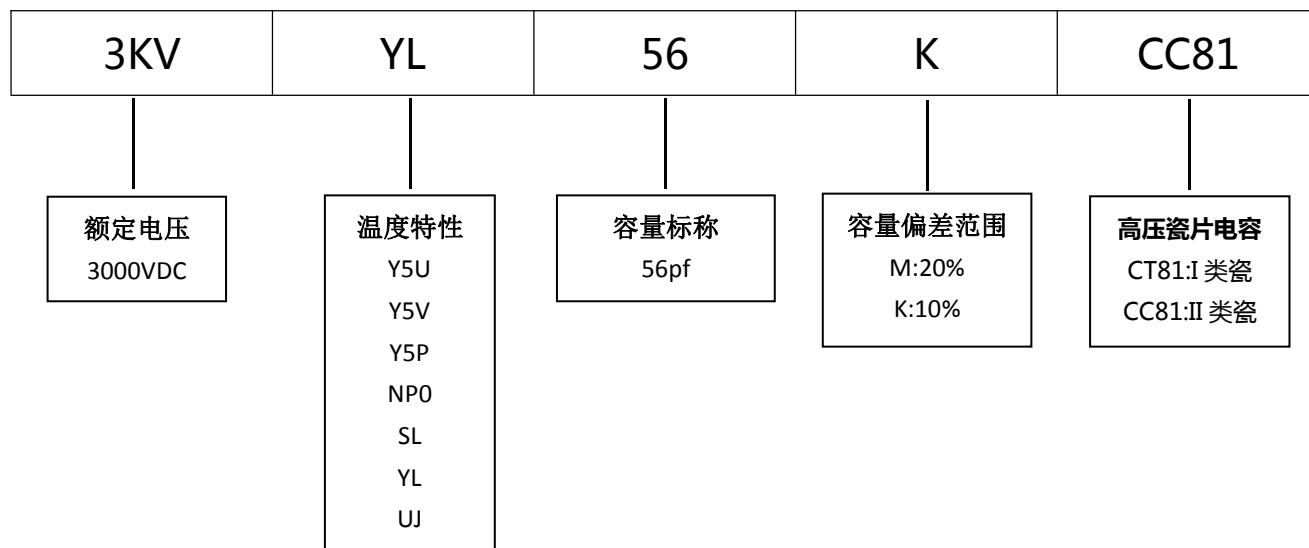 3KV YL 56 K CC81
额定电压
3000VDC
温度特性
Y5U
Y5V
Y5P
NP0
SL
YL
UJ
容量标称
56pf
容量偏差范围
M:20%
K:10%
高压瓷片电容
CT81:I 类瓷
CC81:II 类瓷